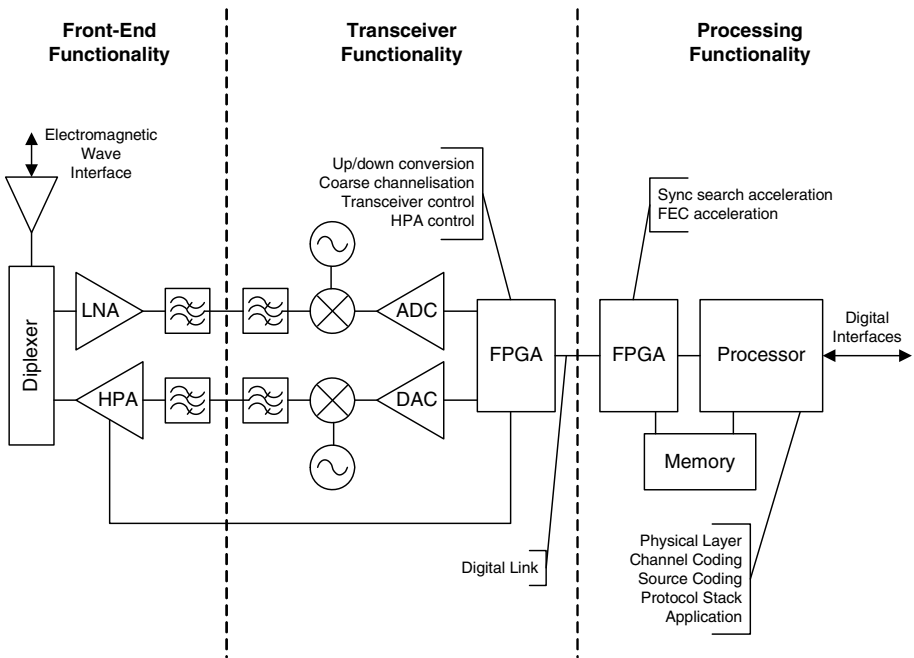 Front-End
Functionality
Transceiver
Functionality
Processing
Functionality
Electromagnetic
Wave
Interface
Up/down conversion
Coarse channelisation
Transceiver control
HPA control
Sync search acceleration
FEC acceleration
Diplexer
LNA
ADC
HPA
DAC
FPGA
FPGA
Processor
Digital
Interfaces
Memory
Digital Link
Physical Layer
Channel Coding
Source Coding
Protocol Stack
Application